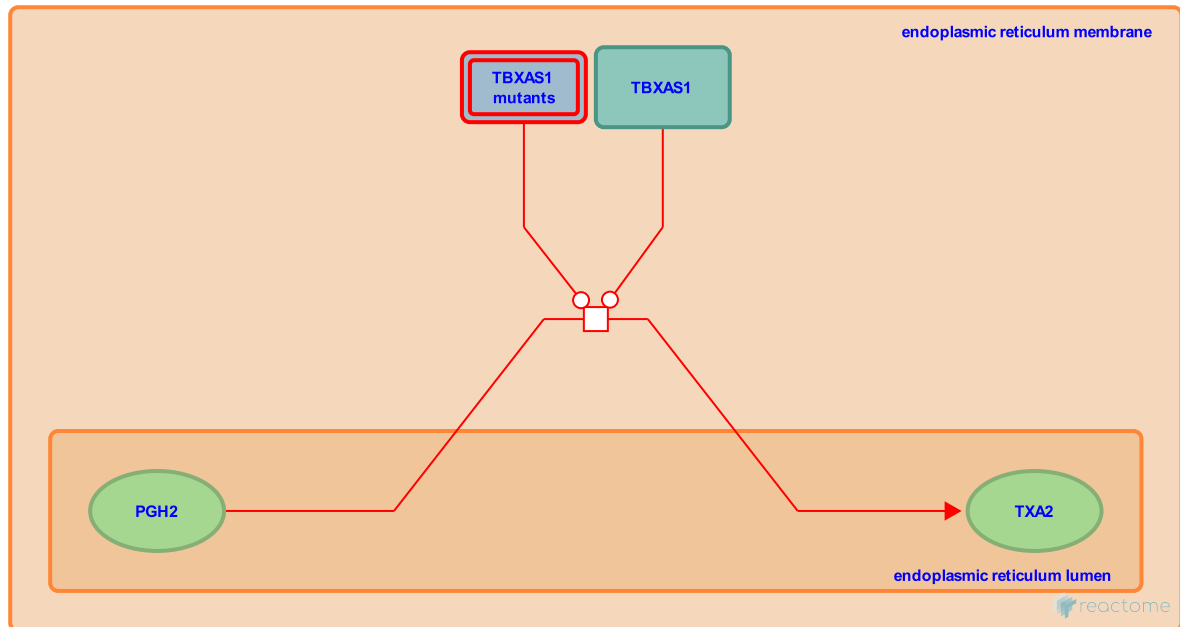 endoplasmic reticulum membrane
TBXAS1
mutants
TBXAS1
PGH2
TXA2
endoplasmic reticulum lumen
reactome